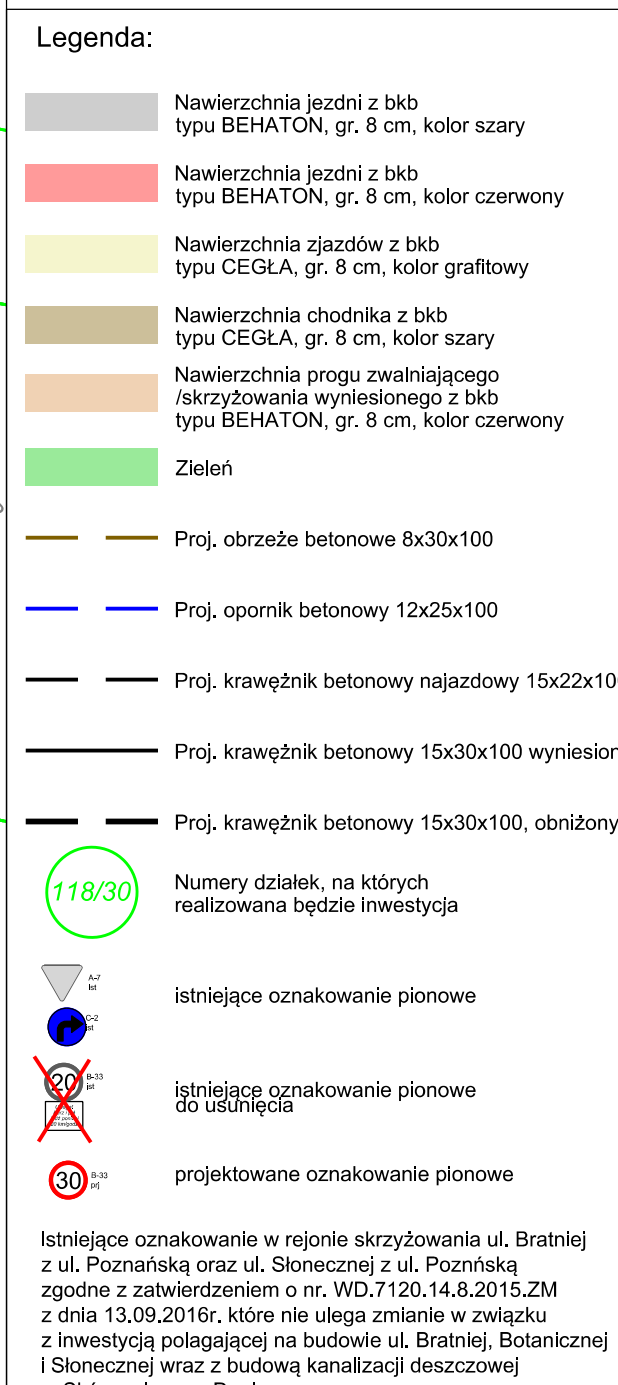 Legenda:
Nawierzchnia jezdni z bkb
typu BEHATON, gr. 8 cm, kolor szary
Nawierzchnia jezdni z bkb
typu BEHATON, gr. 8 cm, kolor czerwony
Nawierzchnia zjazdów z bkb
typu CEGŁA, gr. 8 cm, kolor grafitowy
Nawierzchnia chodnika z bkb
typu CEGŁA, gr. 8 cm, kolor szary
Nawierzchnia progu zwalniającego
/skrzyżowania wyniesionego z bkb
typu BEHATON, gr. 8 cm, kolor czerwony
Zieleń
Proj. obrzeże betonowe 8x30x100
Proj. opornik betonowy 12x25x100
Proj. krawężnik betonowy najazdowy 15x22x10
Proj. krawężnik betonowy 15x30x100 wyniesion
Proj. krawężnik betonowy 15x30x100, obniżony
118/30
Numery działek, na których
realizowana będzie inwestycja
A-7
ist
C-2
ist
istniejące oznakowanie pionowe
20
B-33
ist
istniejące oznakowanie pionowe
do usunięcia
30
B-33
prj
projektowane oznakowanie pionowe
Istniejące oznakowanie w rejonie skrzyżowania ul. Bratniej
z ul. Poznańską oraz ul. Słonecznej z ul. Poznńską
zgodne z zatwierdzeniem o nr. WD.7120.14.8.2015.ZM
z dnia 13.09.2016r. które nie ulega zmianie w związku
z inwestycją polagającej na budowie ul. Bratniej, Botanicznej
i Słonecznej wraz z budową kanalizacji deszczowej